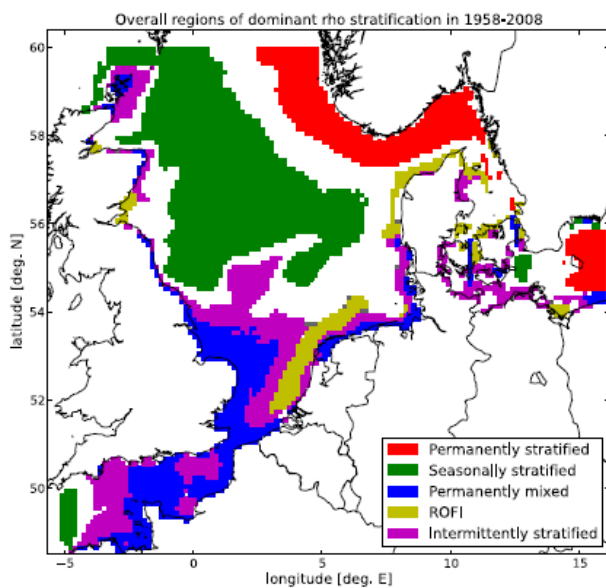 Overall regions of dominant rho stratification in 1958-2008
60
58
56
54
52
50
latitude [deg. N]
Permanently stratified
Seasonally stratified
Permanently mixed
ROFI
Intermittently stratified
−5 0 5 10 15
longitude [deg. E]